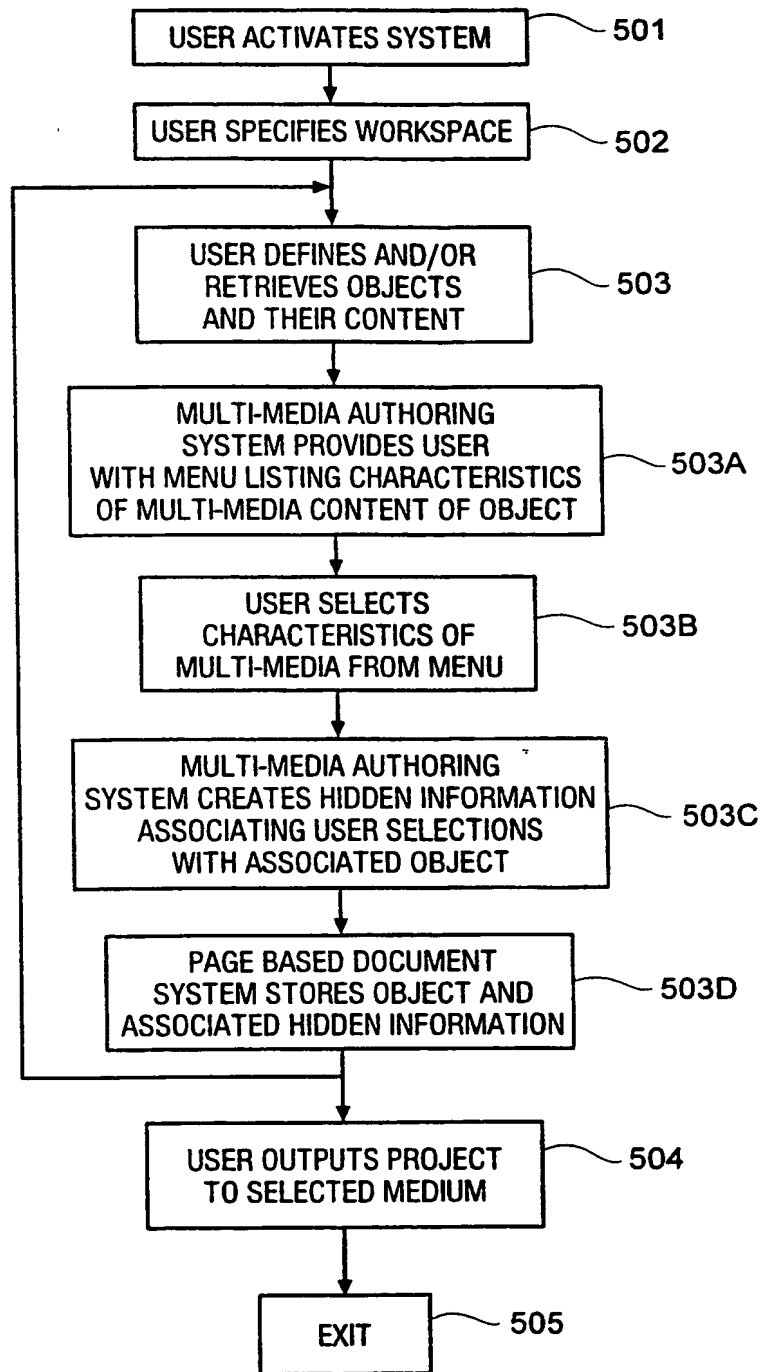 USER ACTIVATES SYSTEM
501
USER SPECIFIES WORKSPACE
502
USER DEFINES AND/OR
RETRIEVES OBJECTS
AND THEIR CONTENT
503
MULTI-MEDIA AUTHORING
SYSTEM PROVIDES USER
WITH MENU LISTING CHARACTERISTICS
OF MULTI-MEDIA CONTENT OF OBJECT
503A
USER SELECTS
CHARACTERISTICS OF
MULTI-MEDIA FROM MENU
503B
MULTI-MEDIA AUTHORING
SYSTEM CREATES HIDDEN INFORMATION
ASSOCIATING USER SELECTIONS
WITH ASSOCIATED OBJECT
503C
PAGE BASED DOCUMENT
SYSTEM STORES OBJECT AND
ASSOCIATED HIDDEN INFORMATION
503D
USER OUTPUTS PROJECT
TO SELECTED MEDIUM
504
EXIT
505